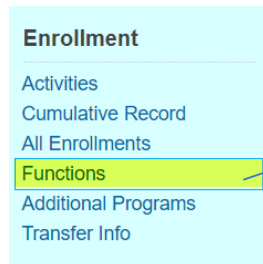 Enrollment
Activities
Cumulative Record
All Enrollments
Functions
Additional Programs
Transfer Info